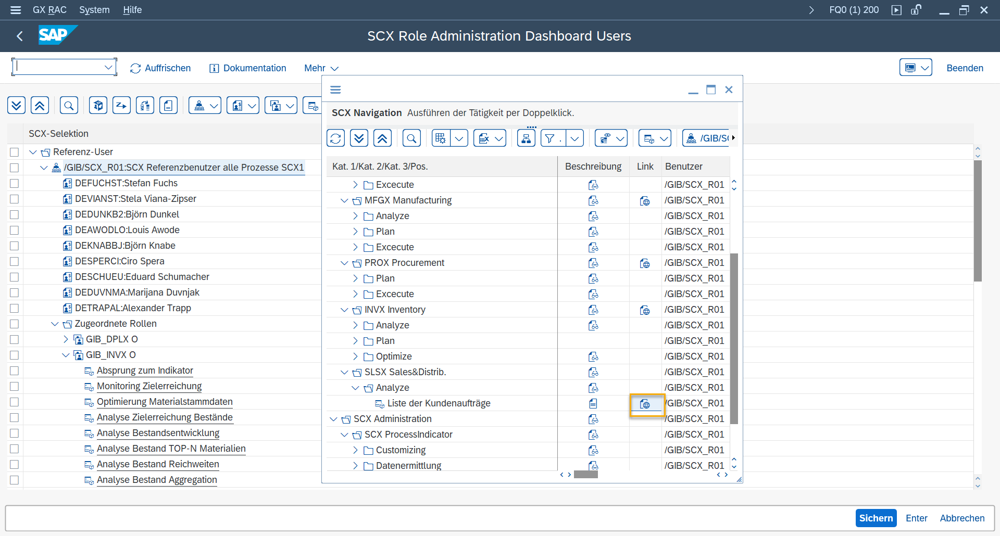 GX RAC System Hilfe FQ0 (1) 200
SAP SCX Role Administration Dashboard Users
Auffrischen Dokumentation Mehr Beenden
SCX-Selektion
Referenz-User
/GIB/SCX_R01:SCX Referenzbenutzer alle Prozesse SCX1
DEFUCHST:Stefan Fuchs
DEVIANST:Stela Viana-Zipser
DEDUNKB2:Björn Dunkel
DEAWODLO:Louis Awode
DEKNABBJ:Björn Knabe
DESPERCI:Ciro Spera
DESCHUEU:Eduard Schumacher
DEDUVNMA:Marijana Duvnjak
DETRAPAL:Alexander Trapp
Zugeordnete Rollen
GIB_DPLX O
GIB_INVX O
Absprung zum Indikator
Monitoring Zielerreichung
Optimierung Materialstammdaten
Analyse Zielerreichung Bestände
Analyse Bestandsentwicklung
Analyse Bestand TOP-N Materialien
Analyse Bestand Reichweiten
Analyse Bestand Aggregation
SCX Navigation Ausführen der Tätigkeit per Doppelklick.
/GIB/S
Kat. 1/Kat. 2/Kat. 3/Pos. Beschreibung Link Benutzer
Excecute /GIB/SCX_R01
MFGX Manufacturing /GIB/SCX_R01
Analyze /GIB/SCX_R01
Plan /GIB/SCX_R01
Excecute /GIB/SCX_R01
PROX Procurement /GIB/SCX_R01
Plan /GIB/SCX_R01
Excecute /GIB/SCX_R01
INVX Inventory /GIB/SCX_R01
Analyze /GIB/SCX_R01
Plan /GIB/SCX_R01
Optimize /GIB/SCX_R01
SLSX Sales&Distrib. /GIB/SCX_R01
Analyze /GIB/SCX_R01
Liste der Kundenaufträge /GIB/SCX_R01
SCX Administration /GIB/SCX_R01
SCX ProcessIndicator /GIB/SCX_R01
Customizing /GIB/SCX_R01
Datenermittlung /GIB/SCX_R01
Sichern Enter Abbrechen